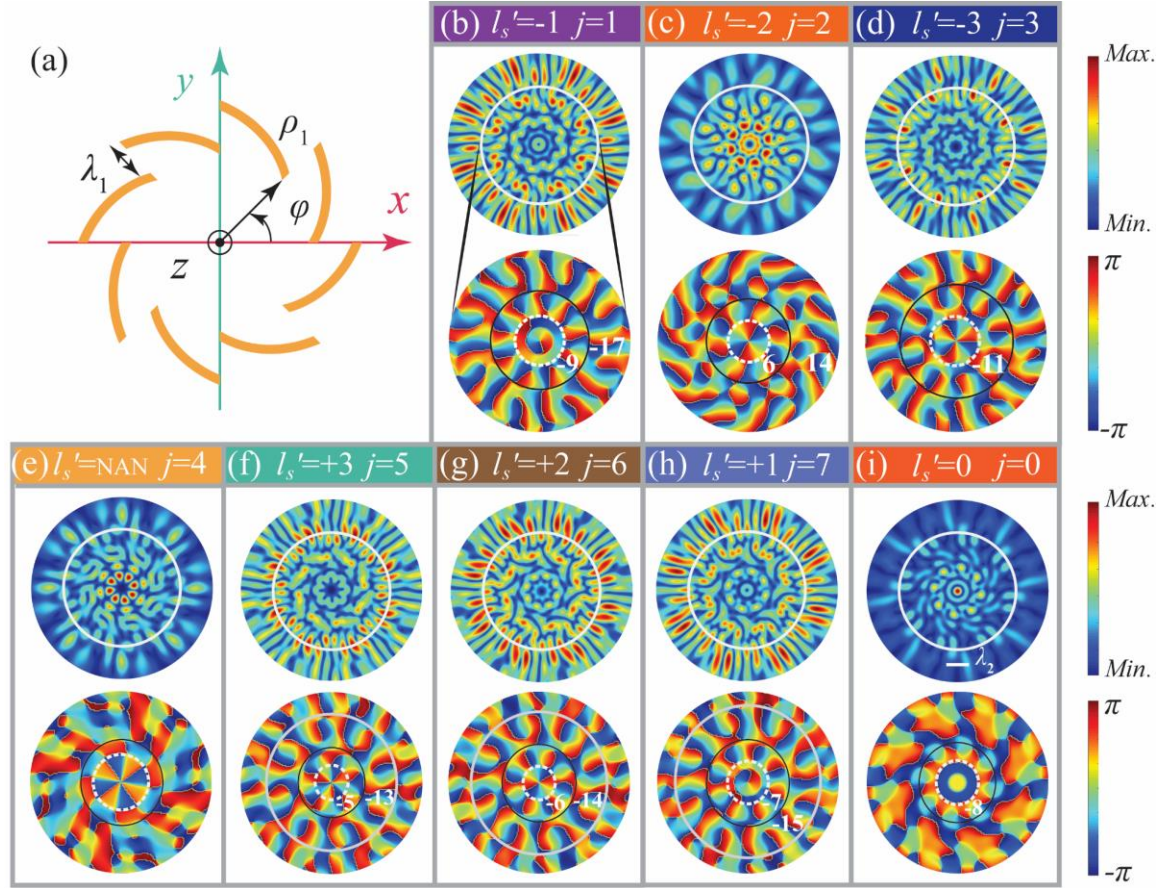 (a)
y
x
z
ρ₁
λ₁
φ
(b) lₛ'=-1 j=1
(c) lₛ'=-2 j=2
(d) lₛ'=-3 j=3
Max.
Min.
π
-π
-9 -17
6 14
-11
(e) lₛ'=NAN j=4
(f) lₛ'=+3 j=5
(g) lₛ'=+2 j=6
(h) lₛ'=+1 j=7
(i) lₛ'=0 j=0
λ₂
Max.
Min.
π
-π
-5 -13
-6 -14
-7
-15
-8